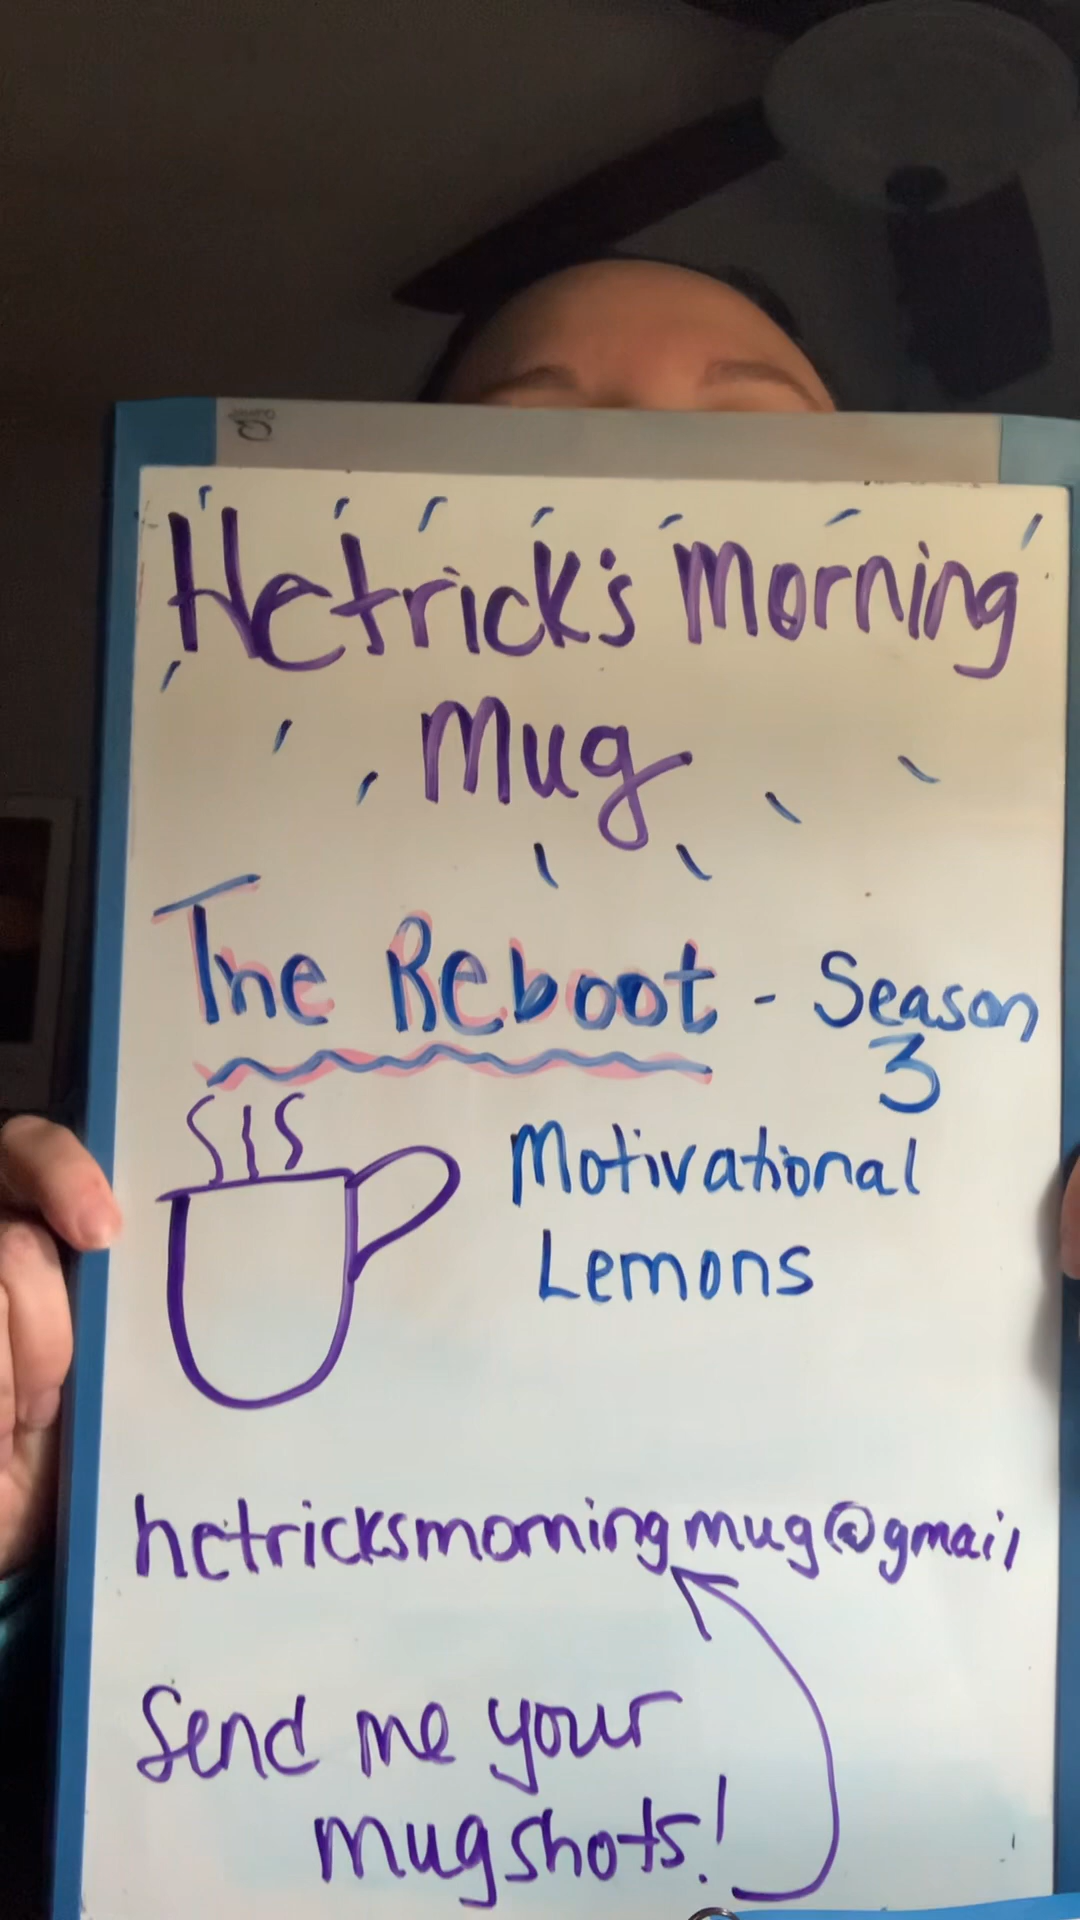 Hetrick's Morning
Mug
The Reboot - Season
3
Motivational
Lemons
hetricksmorningmug@gmail
Send me your
mugshots!